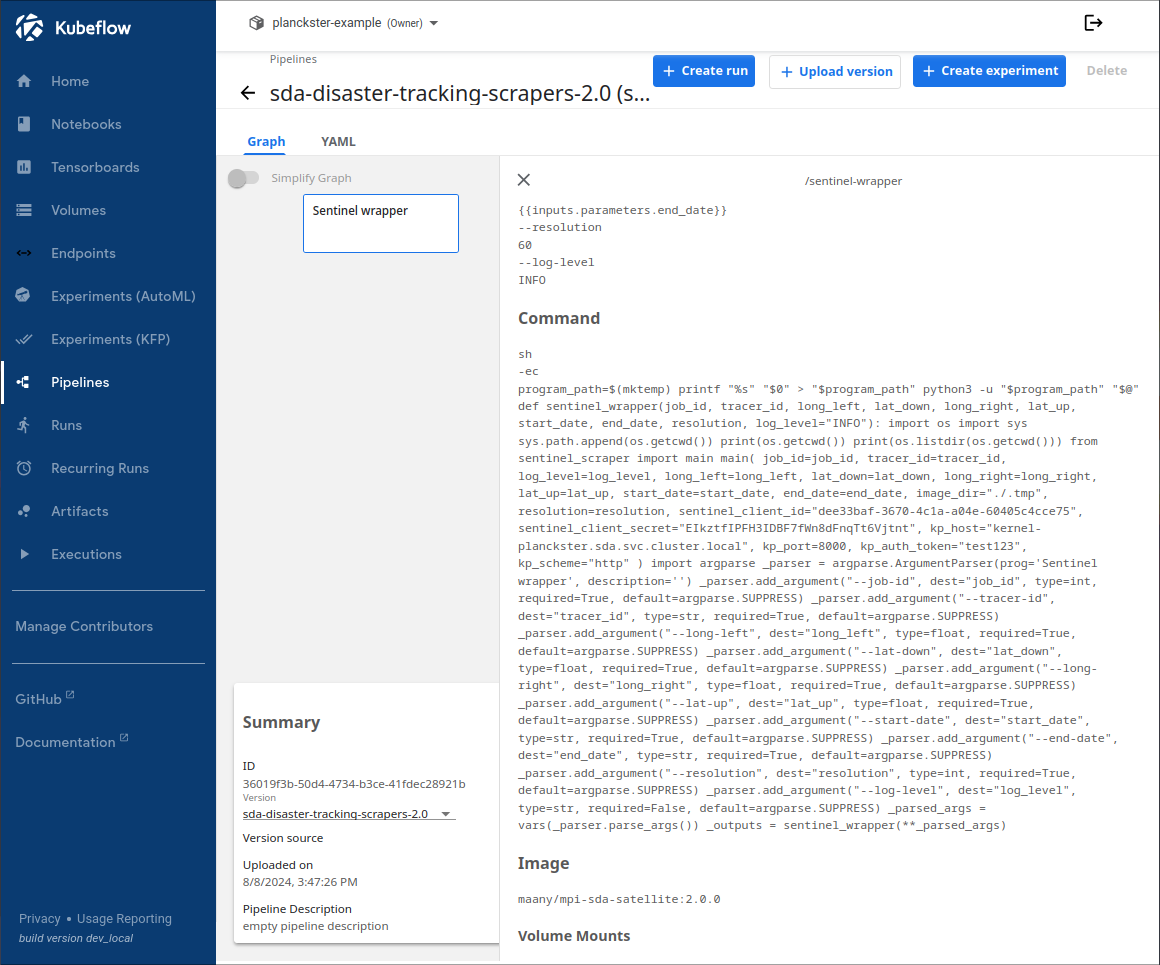 Kubeflow
Home
Notebooks
Tensorboards
Volumes
Endpoints
Experiments (AutoML)
Experiments (KFP)
Pipelines
Runs
Recurring Runs
Artifacts
Executions
Manage Contributors
GitHub
Documentation
Privacy • Usage Reporting
build version dev_local
planckster-example (Owner)
Pipelines
sda-disaster-tracking-scrapers-2.0 (s...
+ Create run
+ Upload version
+ Create experiment
Delete
Graph
YAML
Simplify Graph
Sentinel wrapper
Summary
ID
36019f3b-50d4-4734-b3ce-41fdec28921b
Version
sda-disaster-tracking-scrapers-2.0
Version source
Uploaded on
8/8/2024, 3:47:26 PM
Pipeline Description
empty pipeline description
/sentinel-wrapper
{{inputs.parameters.end_date}}
--resolution
60
--log-level
INFO
Command
sh
-ec
program_path=$(mktemp) printf "%s" "$0" > "$program_path" python3 -u "$program_path" "$@"
def sentinel_wrapper(job_id, tracer_id, long_left, lat_down, long_right, lat_up,
start_date, end_date, resolution, log_level="INFO"): import os import sys
sys.path.append(os.getcwd()) print(os.getcwd()) print(os.listdir(os.getcwd())) from
sentinel_scraper import main main( job_id=job_id, tracer_id=tracer_id,
log_level=log_level, long_left=long_left, lat_down=lat_down, long_right=long_right,
lat_up=lat_up, start_date=start_date, end_date=end_date, image_dir="./.tmp",
resolution=resolution, sentinel_client_id="dee33baf-3670-4c1a-a04e-60405c4cce75",
sentinel_client_secret="EIkztfIPFH3IDBF7fWn8dFnqTt6Vjtnt", kp_host="kernel-
planckster.sda.svc.cluster.local", kp_port=8000, kp_auth_token="test123",
kp_scheme="http" ) import argparse _parser = argparse.ArgumentParser(prog='Sentinel
wrapper', description='') _parser.add_argument("--job-id", dest="job_id", type=int,
required=True, default=argparse.SUPPRESS) _parser.add_argument("--tracer-id",
dest="tracer_id", type=str, required=True, default=argparse.SUPPRESS)
_parser.add_argument("--long-left", dest="long_left", type=float, required=True,
default=argparse.SUPPRESS) _parser.add_argument("--lat-down", dest="lat_down",
type=float, required=True, default=argparse.SUPPRESS) _parser.add_argument("--long-
right", dest="long_right", type=float, required=True, default=argparse.SUPPRESS)
_parser.add_argument("--lat-up", dest="lat_up", type=float, required=True,
default=argparse.SUPPRESS) _parser.add_argument("--start-date", dest="start_date",
type=str, required=True, default=argparse.SUPPRESS) _parser.add_argument("--end-date",
dest="end_date", type=str, required=True, default=argparse.SUPPRESS)
_parser.add_argument("--resolution", dest="resolution", type=int, required=True,
default=argparse.SUPPRESS) _parser.add_argument("--log-level", dest="log_level",
type=str, required=False, default=argparse.SUPPRESS) _parsed_args =
vars(_parser.parse_args()) _outputs = sentinel_wrapper(**_parsed_args)
Image
maany/mpi-sda-satellite:2.0.0
Volume Mounts